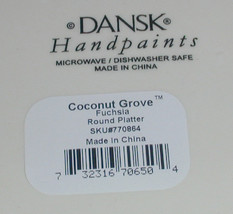 © DANSK®
Handpaints
MICROWAVE / DISHWASHER SAFE
MADE IN CHINA
Coconut Grove™
Fuchsia
Round Platter
SKU#770864
Made in China
7 32316 70650 4